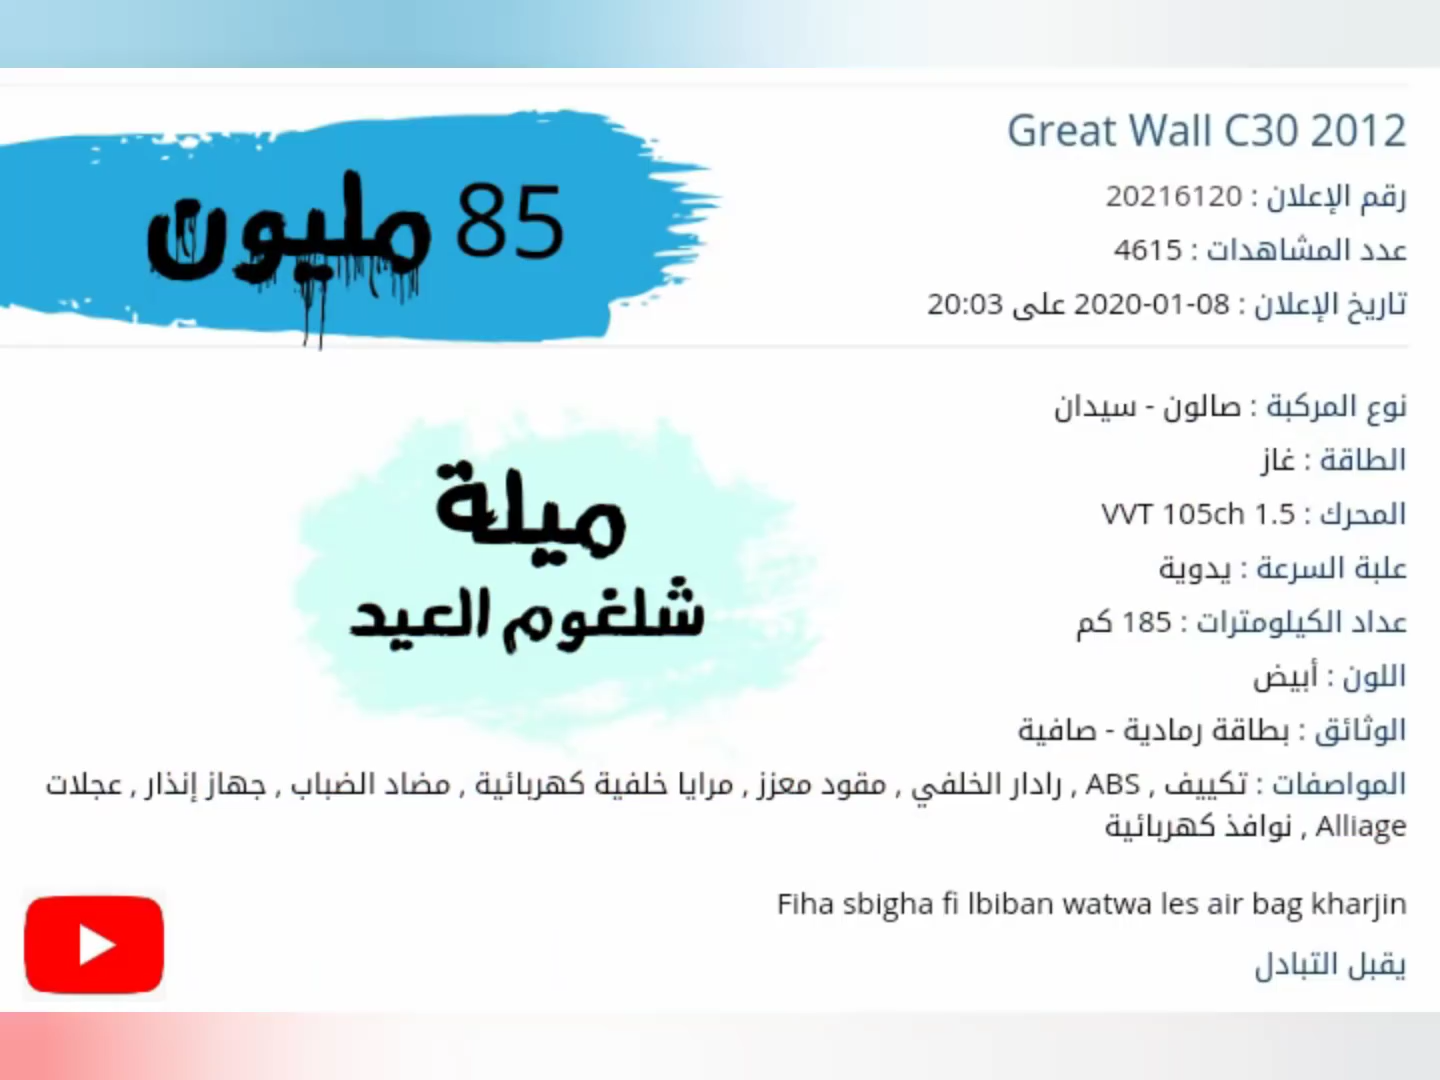 Great Wall C30 2012
رقم الإعلان : 20216120
عدد المشاهدات : 4615
تاريخ الإعلان : 08-01-2020 على 20:03
85 مليون
نوع المركبة : صالون - سيدان
الطاقة : غاز
المحرك : 1.5 VVT 105ch
علبة السرعة : يدوية
عداد الكيلومترات : 185 كم
اللون : أبيض
الوثائق : بطاقة رمادية - صافية
المواصفات : تكييف , ABS , رادار الخلفي , مقود معزز , مرايا خلفية كهربائية , مضاد الضباب , جهاز إنذار , عجلات
Alliage , نوافذ كهربائية
ميلة
شلغوم العيد
Fiha sbigha fi lbiban watwa les air bag kharjin
يقبل التبادل